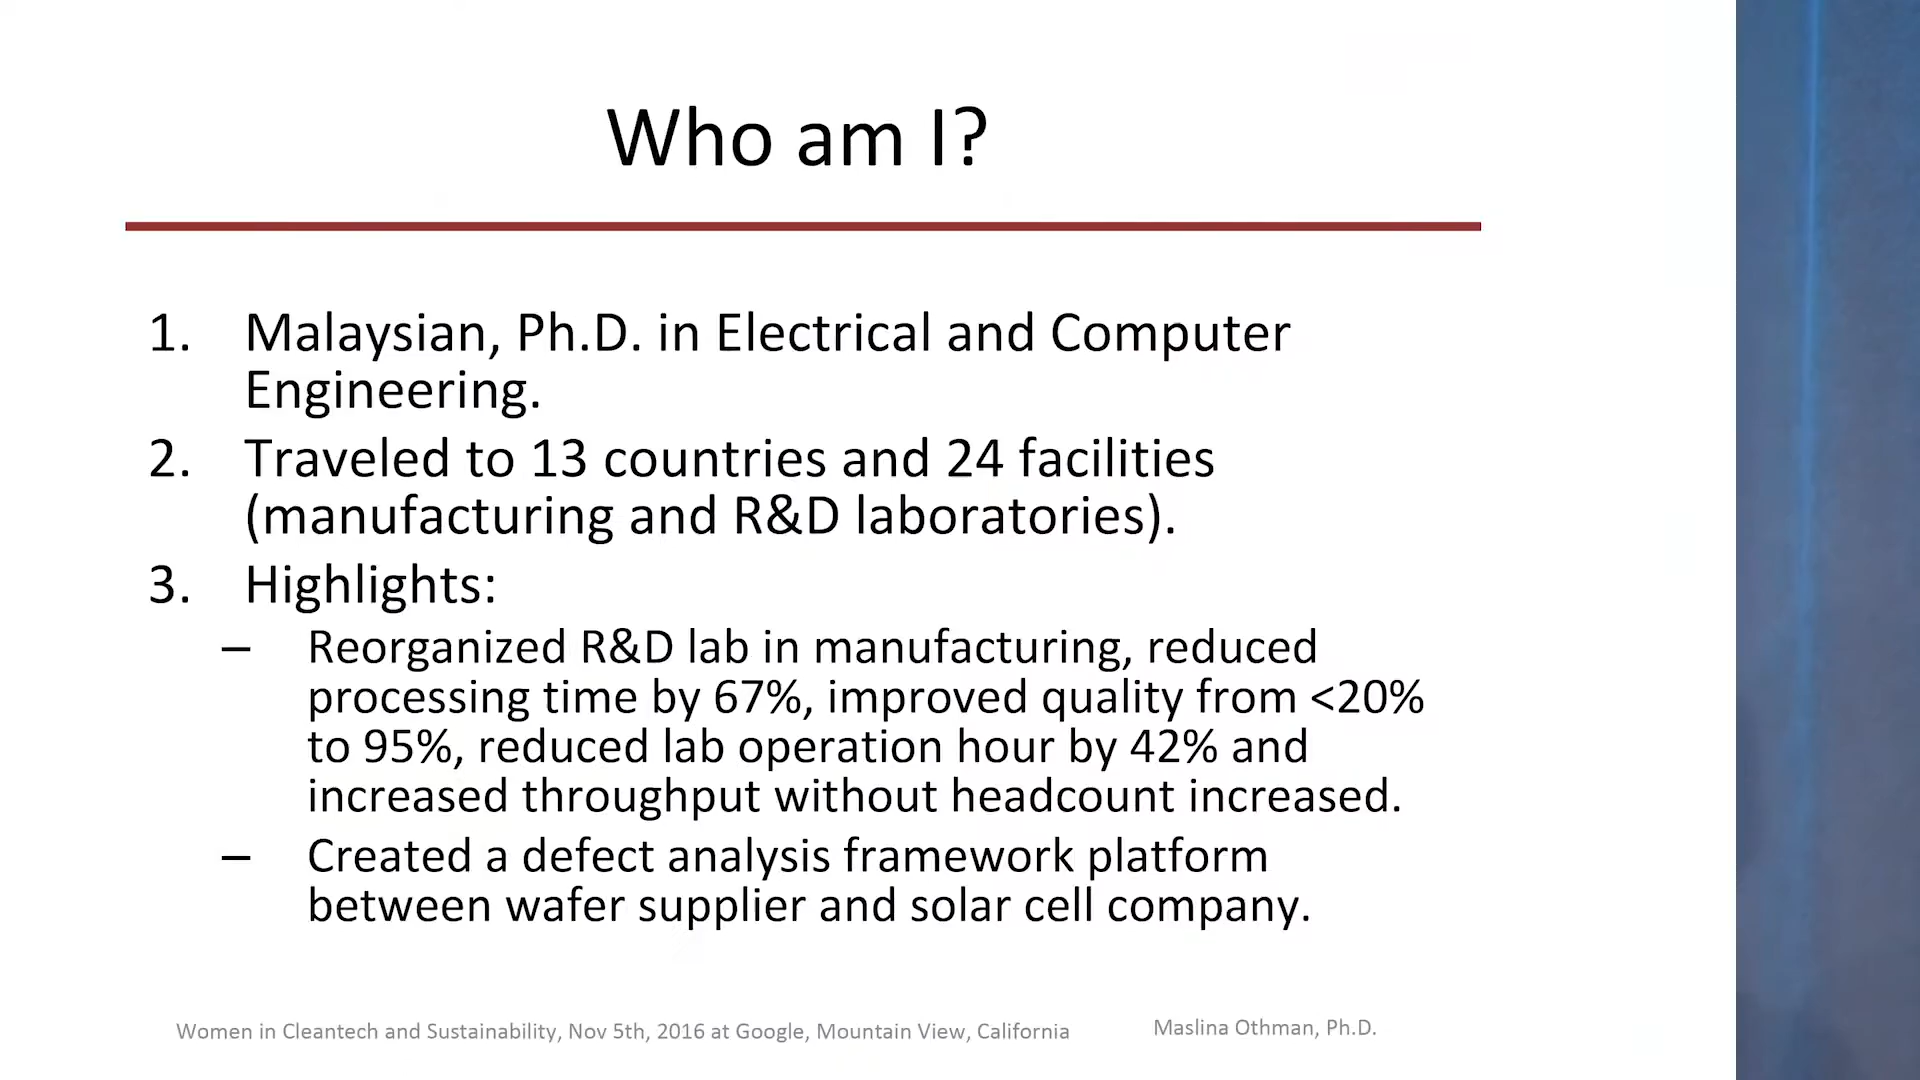 Who am I?
1. Malaysian, Ph.D. in Electrical and Computer
Engineering.
2. Traveled to 13 countries and 24 facilities
(manufacturing and R&D laboratories).
3. Highlights:
– Reorganized R&D lab in manufacturing, reduced
processing time by 67%, improved quality from <20%
to 95%, reduced lab operation hour by 42% and
increased throughput without headcount increased.
– Created a defect analysis framework platform
between wafer supplier and solar cell company.
Women in Cleantech and Sustainability, Nov 5th, 2016 at Google, Mountain View, California
Maslina Othman, Ph.D.